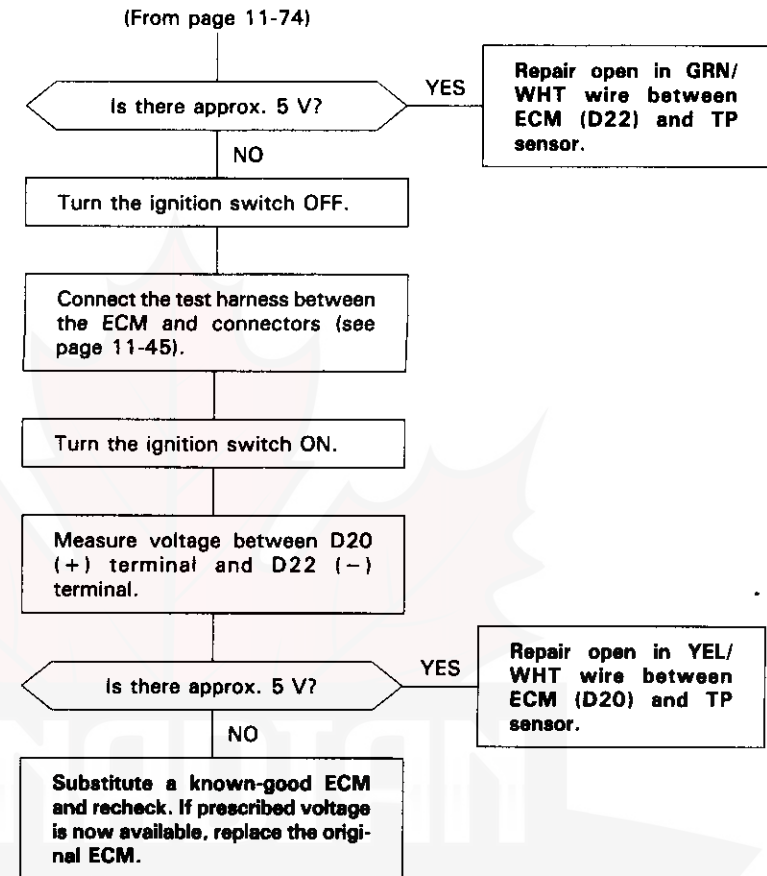 (From page 11-74)
Is there approx. 5 V?
YES
Repair open in GRN/
WHT wire between
ECM (D22) and TP
sensor.
NO
Turn the ignition switch OFF.
Connect the test harness between
the ECM and connectors (see
page 11-45).
Turn the ignition switch ON.
Measure voltage between D20
(+) terminal and D22 (−)
terminal.
Is there approx. 5 V?
YES
Repair open in YEL/
WHT wire between
ECM (D20) and TP
sensor.
NO
Substitute a known-good ECM
and recheck. If prescribed voltage
is now available, replace the origi-
nal ECM.